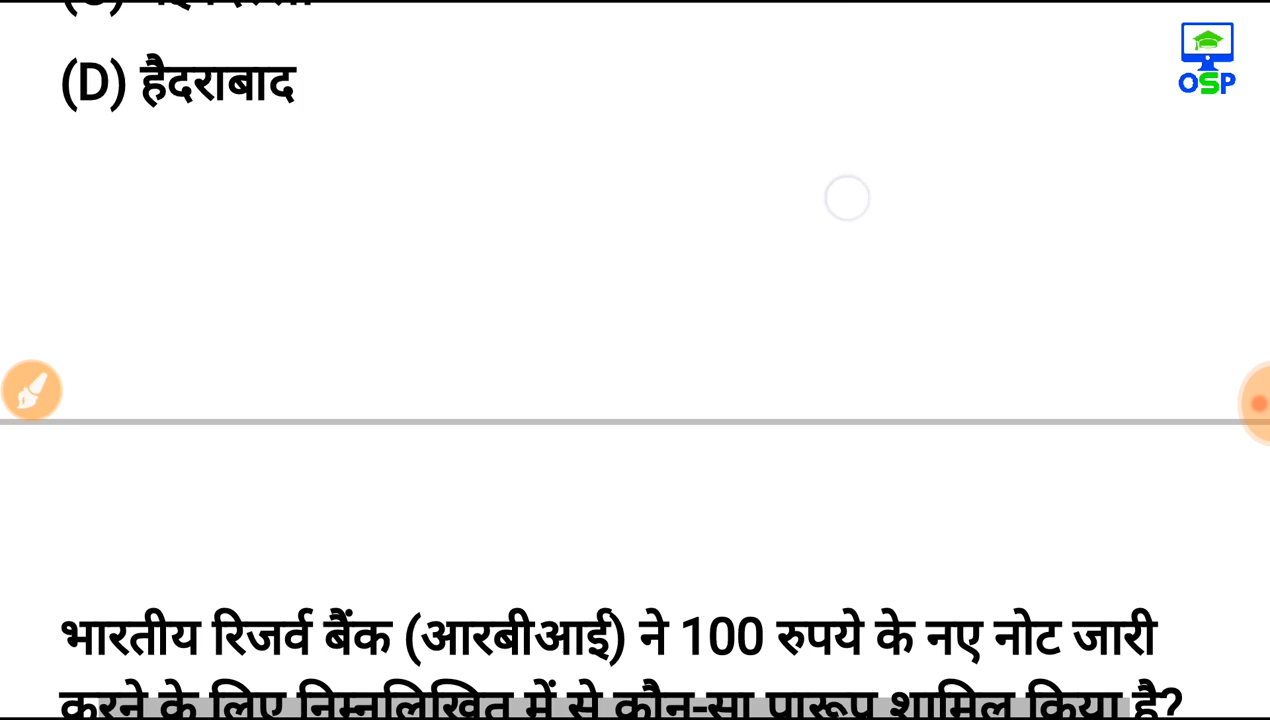 (D) हैदराबाद
OSP
भारतीय रिजर्व बैंक (आरबीआई) ने 100 रुपये के नए नोट जारी
करने के लिए निम्नलिखित में से कौन-सा प्रारूप शामिल किया है?